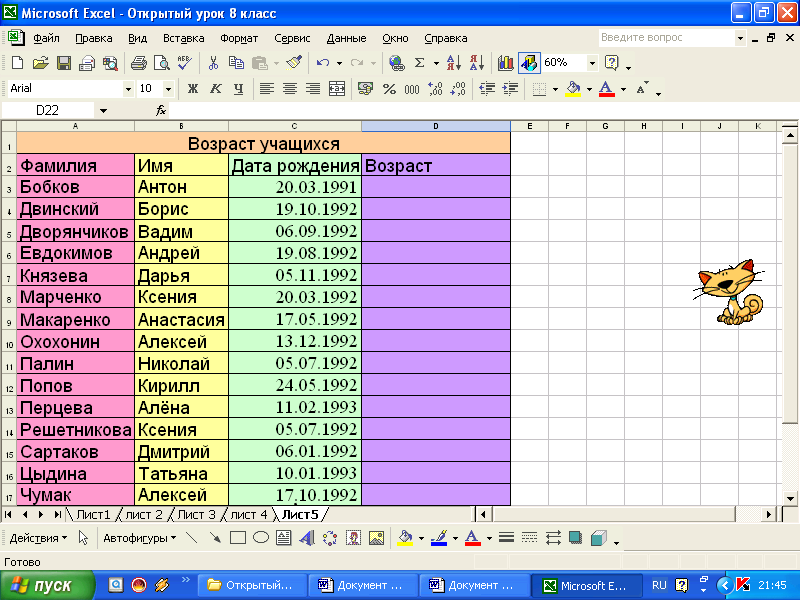 Microsoft Excel - Открытый урок 8 класс
Файл Правка Вид Вставка Формат Сервис Данные Окно Справка Введите вопрос
Σ 60%
Arial 10 Ж К Ч % 000
D22 fx
A B C D E F G H I J K
1 Возраст учащихся
2 Фамилия Имя Дата рождения Возраст
3 Бобков Антон 20.03.1991
4 Двинский Борис 19.10.1992
5 Дворянчиков Вадим 06.09.1992
6 Евдокимов Андрей 19.08.1992
7 Князева Дарья 05.11.1992
8 Марченко Ксения 20.03.1992
9 Макаренко Анастасия 17.05.1992
10 Охохонин Алексей 13.12.1992
11 Палин Николай 05.07.1992
12 Попов Кирилл 24.05.1992
13 Перцева Алёна 11.02.1993
14 Решетникова Ксения 05.07.1992
15 Сартаков Дмитрий 06.01.1992
16 Цыдина Татьяна 10.01.1993
17 Чумак Алексей 17.10.1992
Лист1 лист 2 Лист 3 лист 4 Лист5
Действия Автофигуры
Готово
пуск Открытый... Документ ... Документ ... Microsoft E... RU 21:45